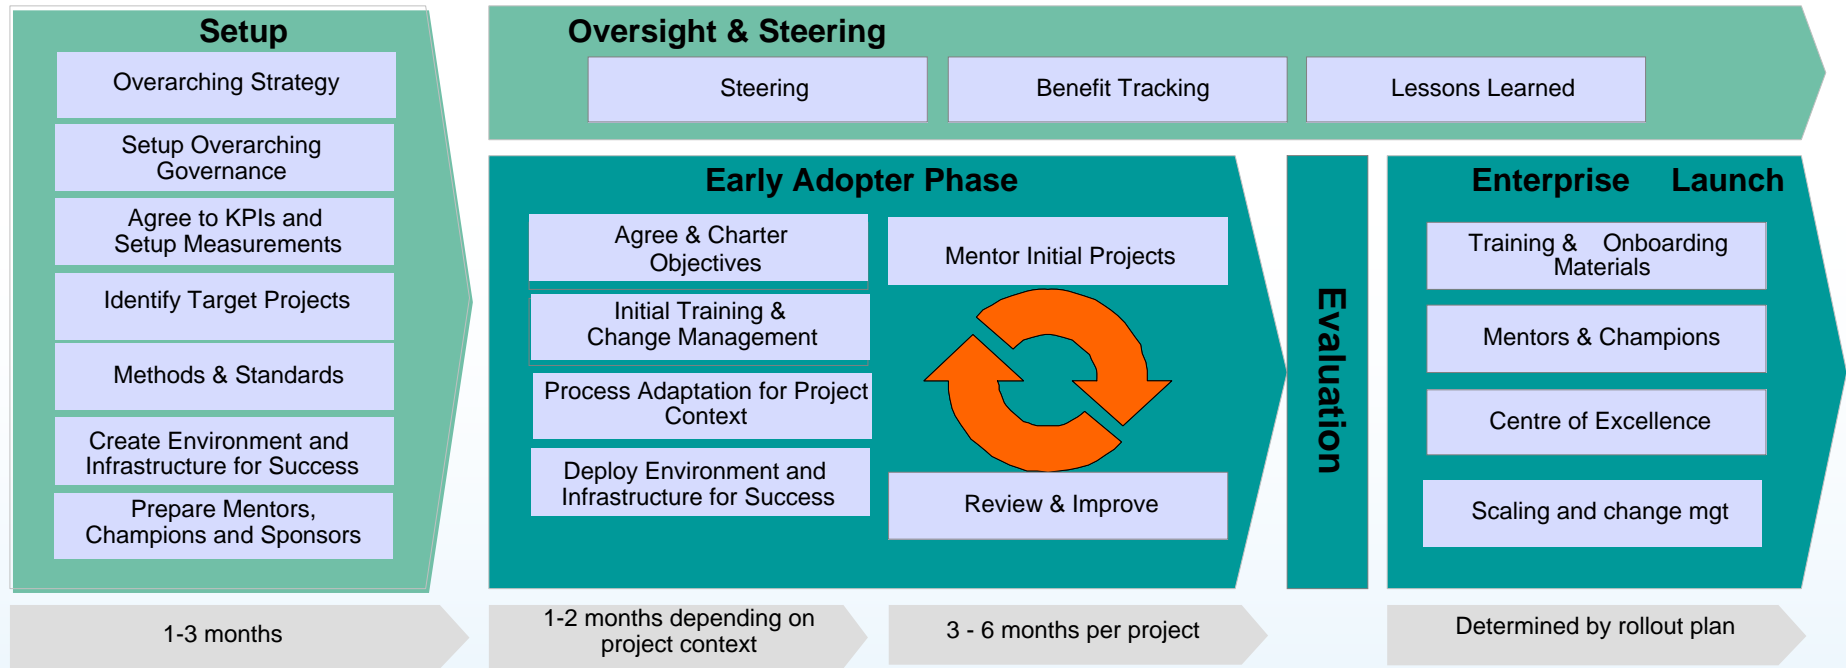 Setup
Overarching Strategy
Setup Overarching
Governance
Agree to KPIs and
Setup Measurements
Identify Target Projects
Methods & Standards
Create Environment and
Infrastructure for Success
Prepare Mentors,
Champions and Sponsors
1-3 months
Oversight & Steering
Steering
Benefit Tracking
Lessons Learned
Early Adopter Phase
Agree & Charter
Objectives
Initial Training &
Change Management
Process Adaptation for Project
Context
Deploy Environment and
Infrastructure for Success
Mentor Initial Projects
Review & Improve
1-2 months depending on
project context
3 - 6 months per project
Evaluation
Enterprise Launch
Training & Onboarding
Materials
Mentors & Champions
Centre of Excellence
Scaling and change mgt
Determined by rollout plan